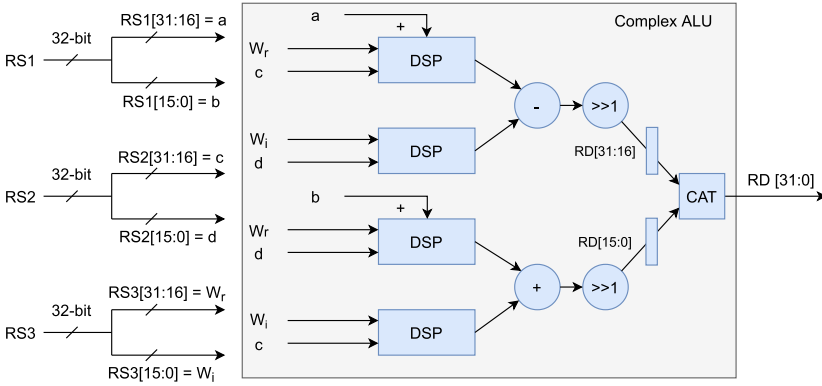 RS1
32-bit
RS1[31:16] = a
RS1[15:0] = b
RS2
32-bit
RS2[31:16] = c
RS2[15:0] = d
RS3
32-bit
RS3[31:16] = Wr
RS3[15:0] = Wi
Complex ALU
a
+
Wr
c
DSP
Wi
d
DSP
-
>>1
RD[31:16]
b
+
Wr
d
DSP
Wi
c
DSP
+
>>1
RD[15:0]
CAT
RD [31:0]